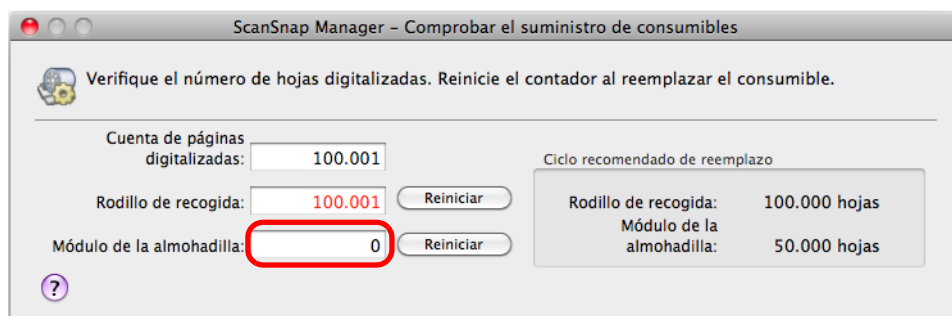 ScanSnap Manager – Comprobar el suministro de consumibles
Verifique el número de hojas digitalizadas. Reinicie el contador al reemplazar el consumible.
Cuenta de páginas
digitalizadas: 100.001
Rodillo de recogida: 100.001 Reiniciar
Módulo de la almohadilla: 0 Reiniciar
Ciclo recomendado de reemplazo
Rodillo de recogida: 100.000 hojas
Módulo de la
almohadilla: 50.000 hojas
?